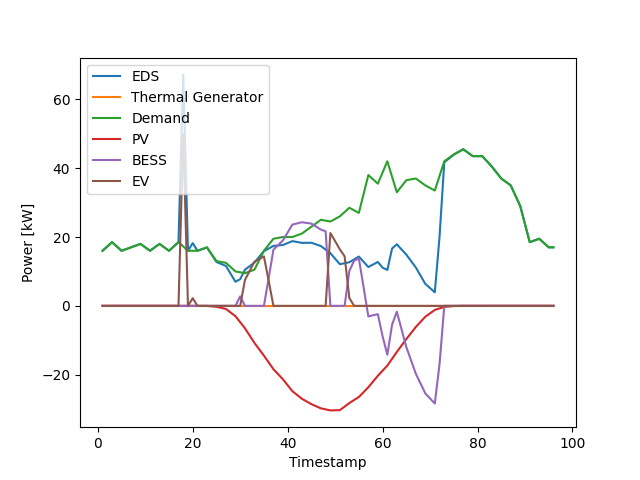 EDS
Thermal Generator
Demand
PV
BESS
EV
60
40
20
0
−20
Power [kW]
0 20 40 60 80 100
Timestamp